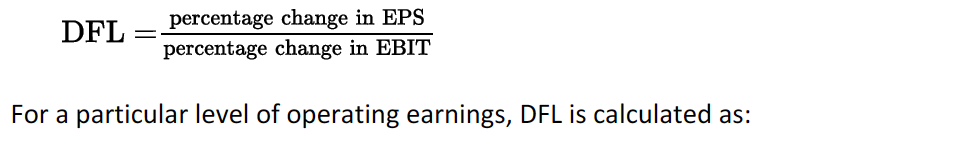 DFL = percentage change in EPS / percentage change in EBIT
For a particular level of operating earnings, DFL is calculated as: